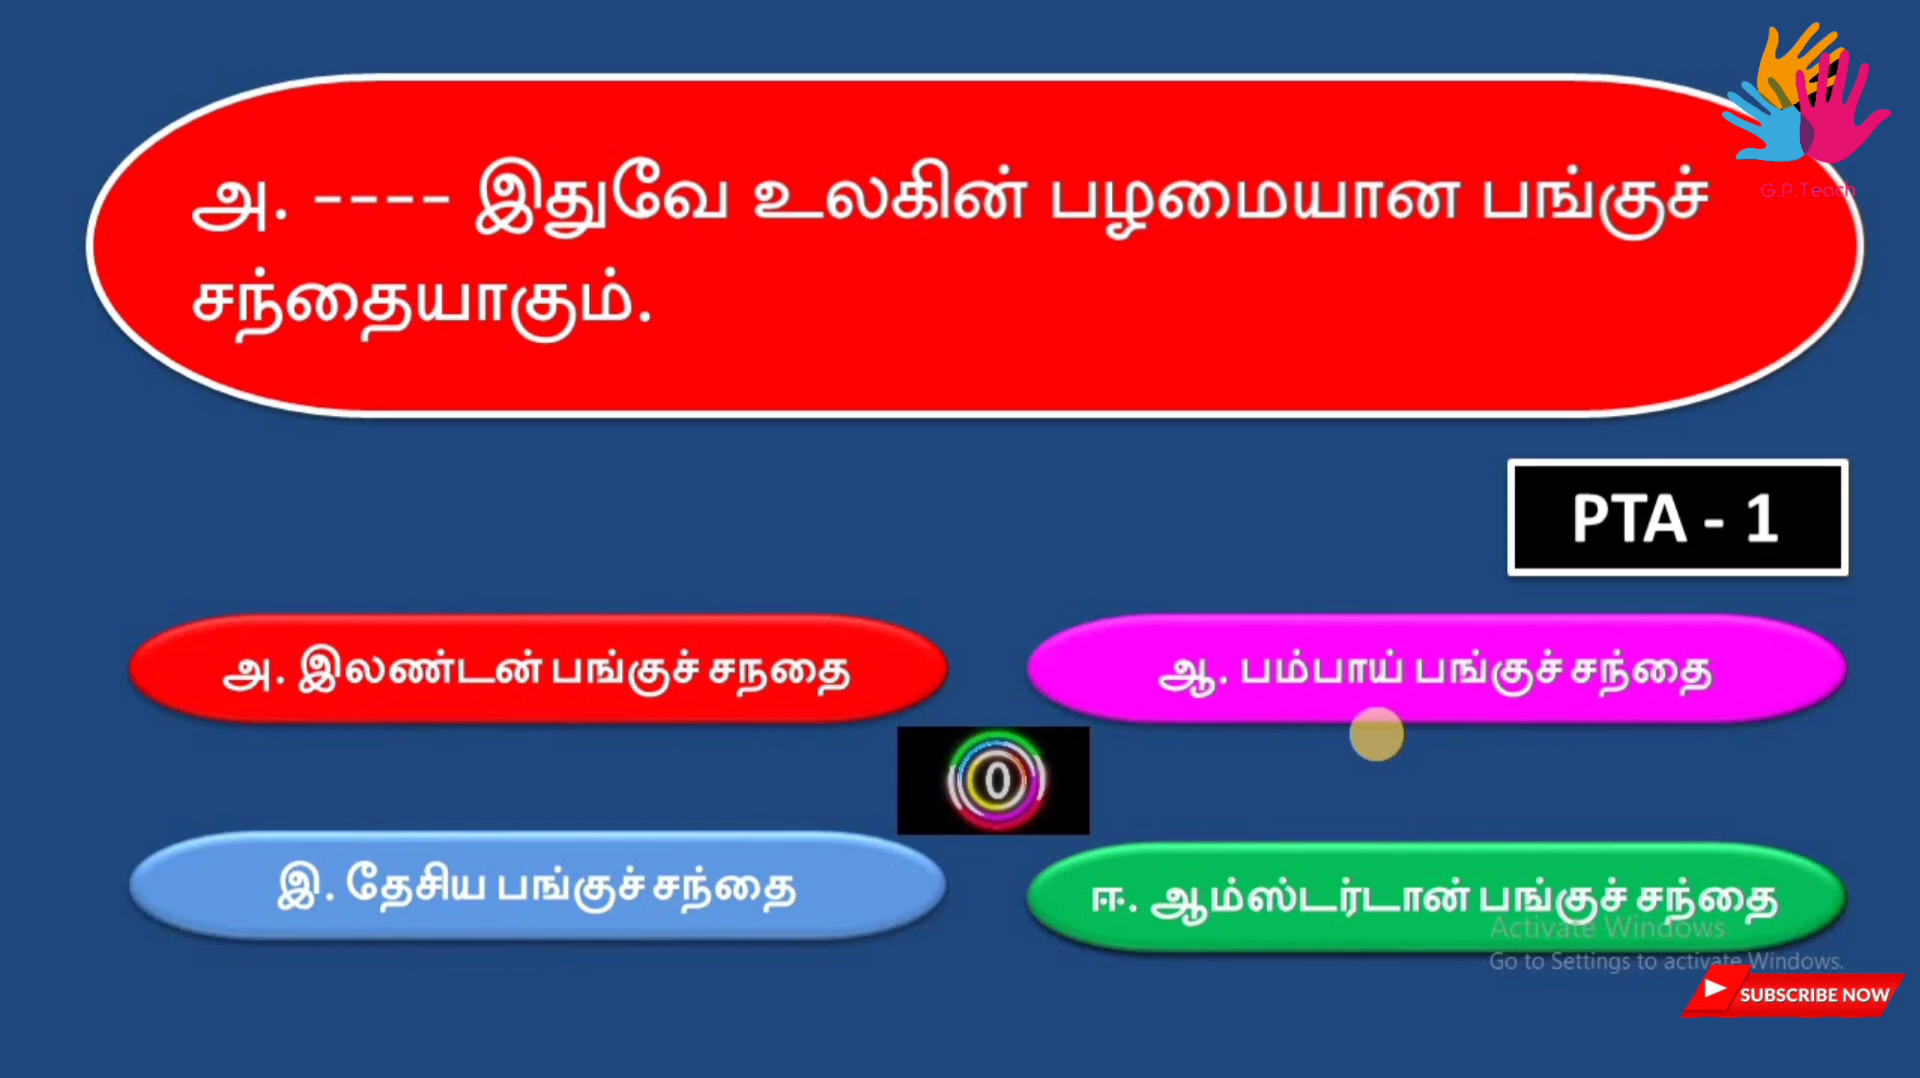 G.P.Teach
அ. ---- இதுவே உலகின் பழமையான பங்குச்
சந்தையாகும்.
PTA - 1
அ. இலண்டன் பங்குச் சநதை
ஆ. பம்பாய் பங்குச் சந்தை
0
இ. தேசிய பங்குச் சந்தை
ஈ. ஆம்ஸ்டர்டான் பங்குச் சந்தை
Activate Windows
Go to Settings to activate Windows.
SUBSCRIBE NOW